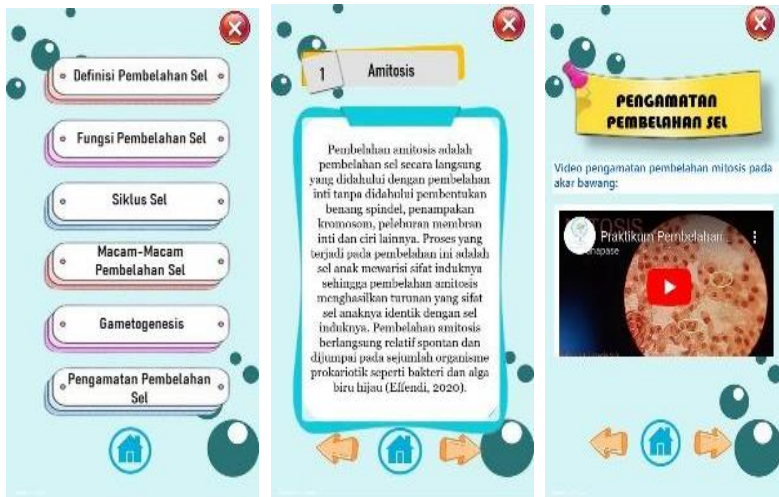 Definisi Pembelahan Sel
Fungsi Pembelahan Sel
Siklus Sel
Macam-Macam
Pembelahan Sel
Gametogenesis
Pengamatan Pembelahan
Sel
1
Amitosis
Pembelahan amitosis adalah
pembelahan sel secara langsung
yang didahului dengan pembelahan
inti tanpa didahului pembentukan
benang spindel, penampakan
kromosom, peleburan membran
inti dan ciri lainnya. Proses yang
terjadi pada pembelahan ini adalah
sel anak mewarisi sifat induknya
sehingga pembelahan amitosis
menghasilkan turunan yang sifat
sel anaknya identik dengan sel
induknya. Pembelahan amitosis
berlangsung relatif spontan dan
dijumpai pada sejumlah organisme
prokariotik seperti bakteri dan alga
biru hijau (Effendi, 2020).
PENGAMATAN
PEMBELAHAN SEL
Video pengamatan pembelahan mitosis pada
akar bawang:
Praktikum Pembelahan